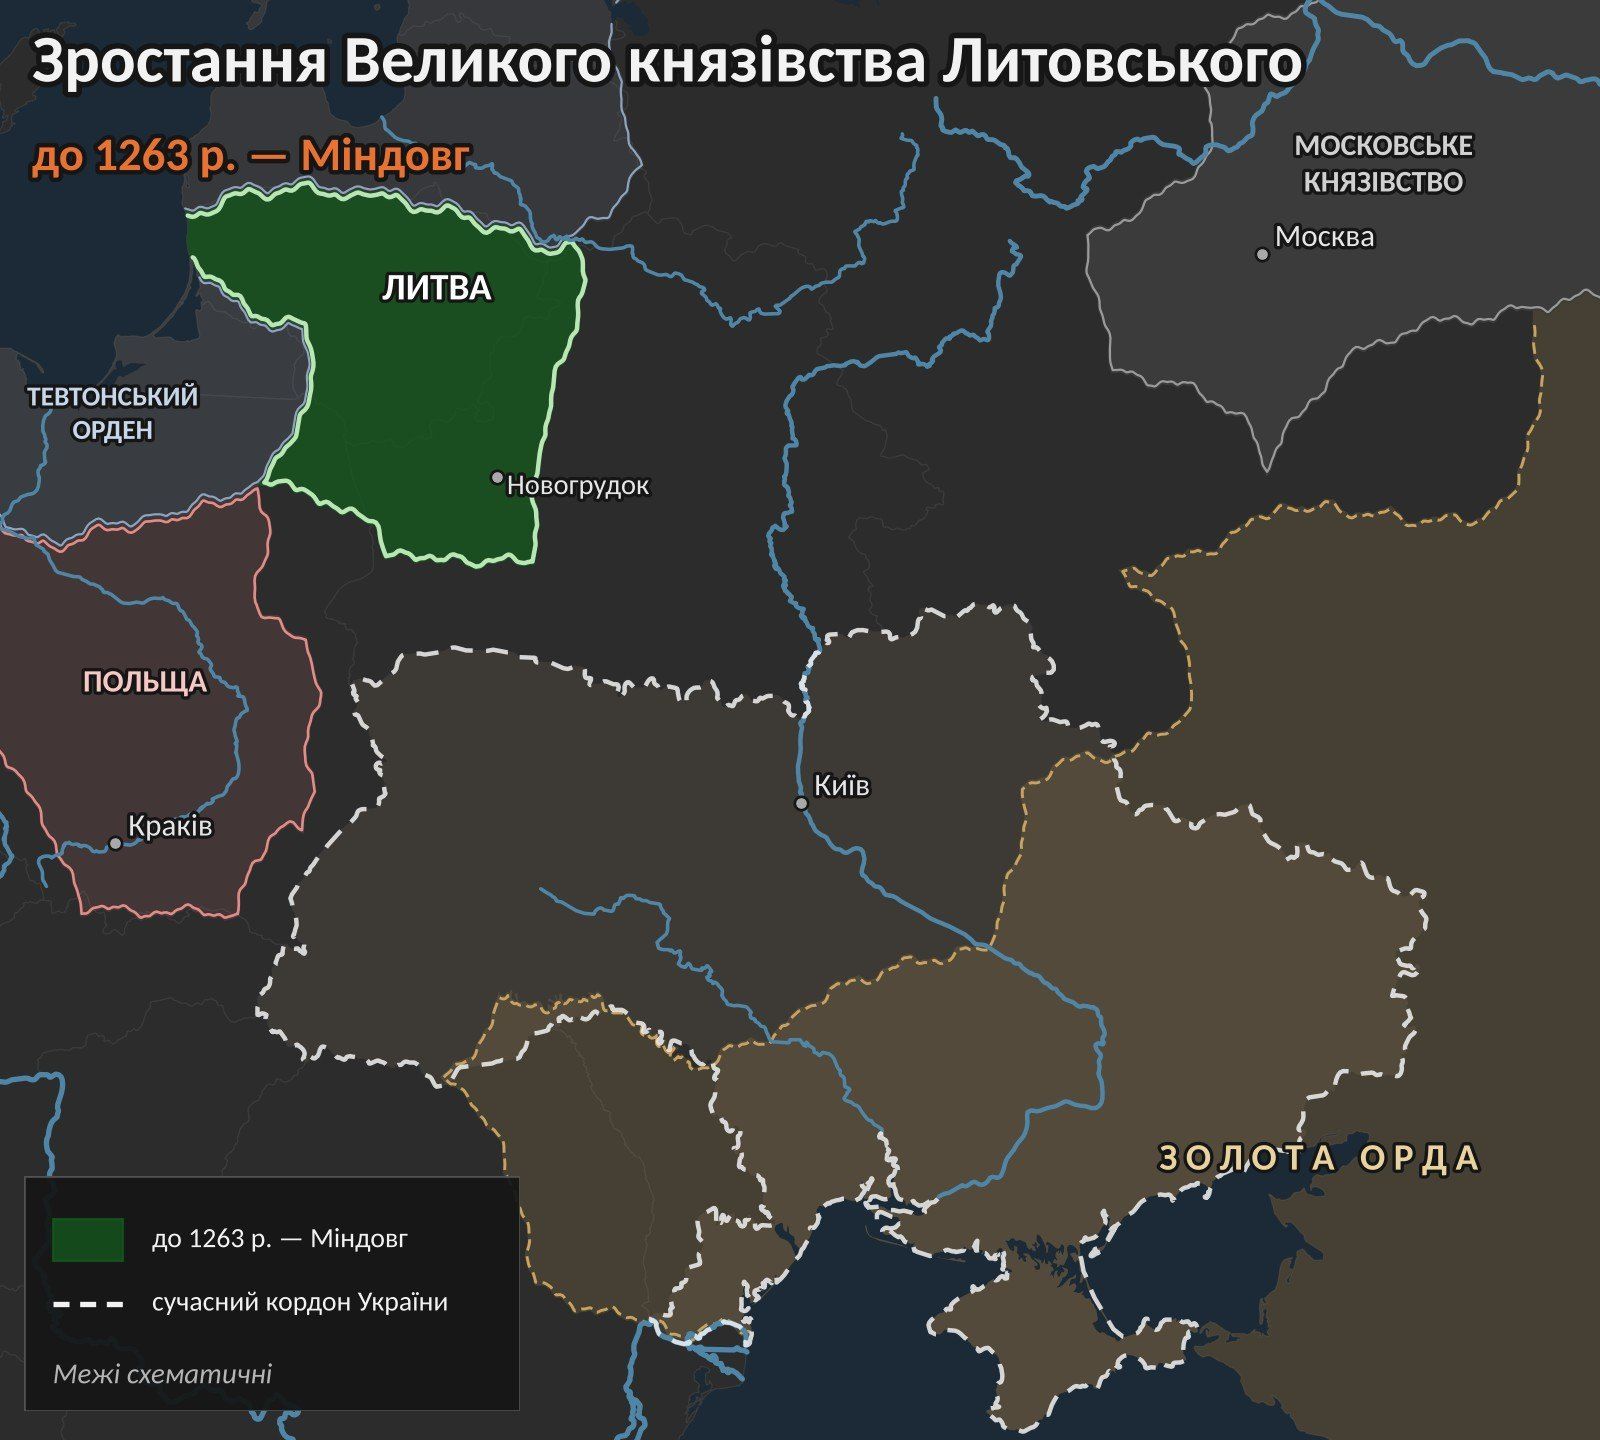 Зростання Великого князівства Литовського
до 1263 р. — Міндовг
МОСКОВСЬКЕ
КНЯЗІВСТВО
Москва
ЛИТВА
ТЕВТОНСЬКИЙ
ОРДЕН
Новогрудок
ПОЛЬЩА
Київ
Краків
ЗОЛОТА ОРДА
до 1263 р. — Міндовг
сучасний кордон України
Межі схематичні